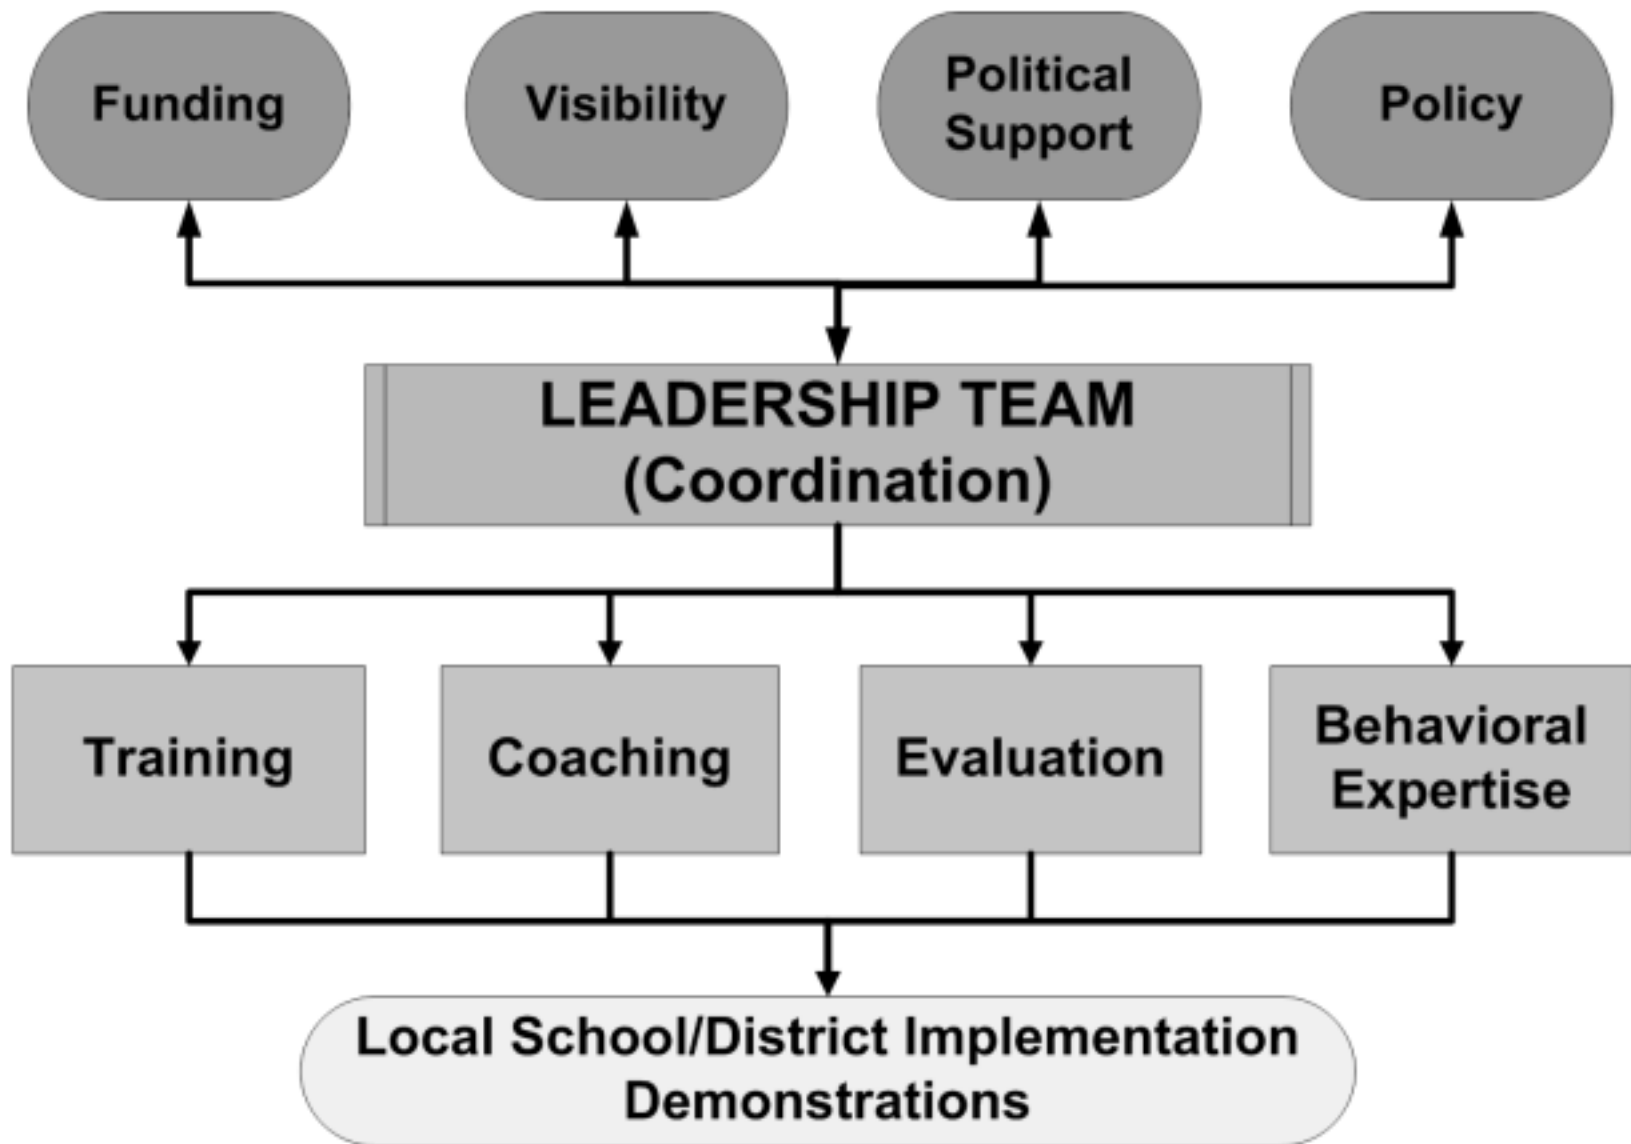 Funding
Visibility
Political
Support
Policy
LEADERSHIP TEAM
(Coordination)
Training
Coaching
Evaluation
Behavioral
Expertise
Local School/District Implementation
Demonstrations